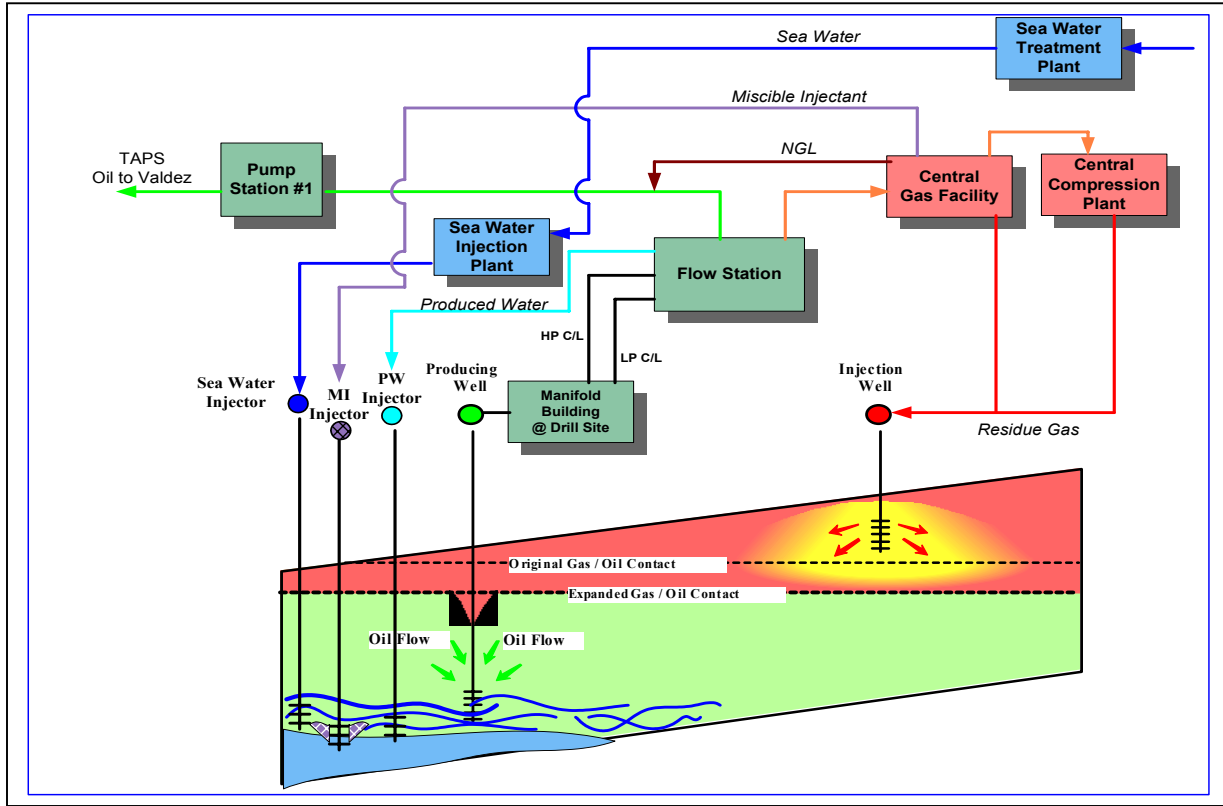 Sea Water
Sea Water
Treatment
Plant
Miscible Injectant
TAPS
Oil to Valdez
Pump
Station #1
NGL
Central
Gas Facility
Central
Compression
Plant
Sea Water
Injection
Plant
Flow Station
Produced Water
HP C/L
LP C/L
Sea Water
Injector
MI
Injector
PW
Injector
Producing
Well
Manifold
Building
@ Drill Site
Injection
Well
Residue Gas
Original Gas / Oil Contact
Expanded Gas / Oil Contact
Oil Flow
Oil Flow